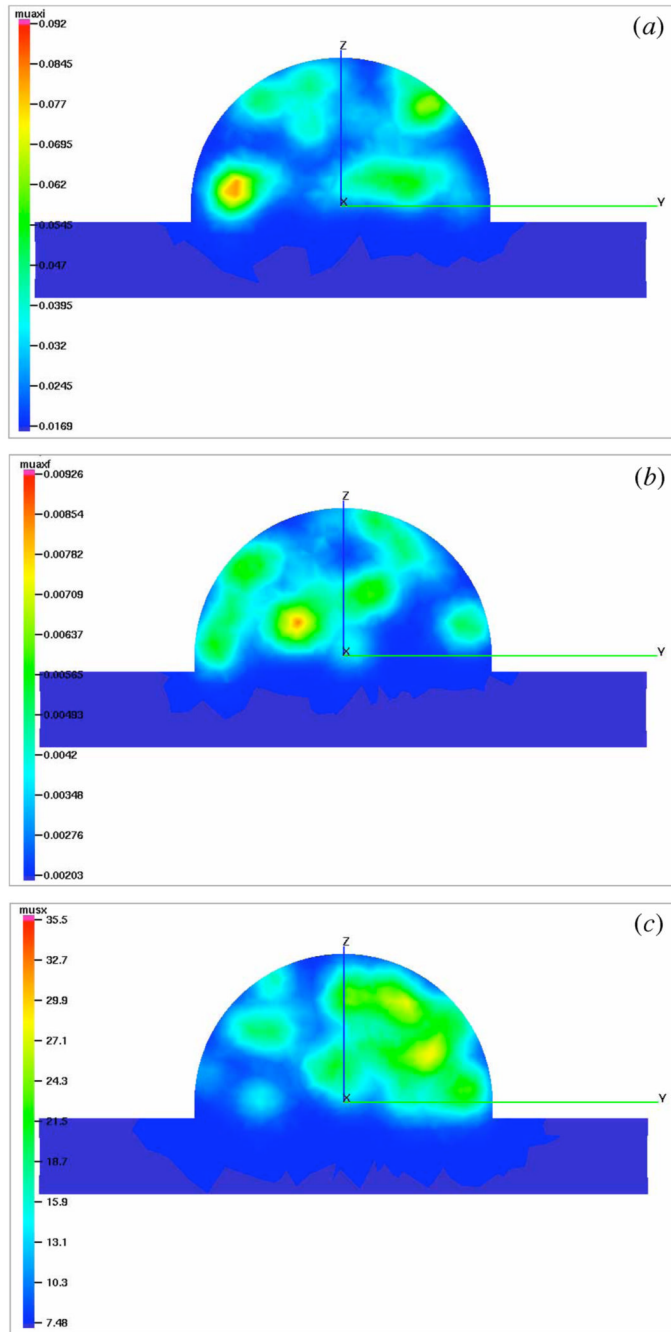 muaxi
0.092
0.0845
0.077
0.0695
0.062
0.0545
0.047
0.0395
0.032
0.0245
0.0169
(a)
Z
X
Y
muaxf
0.00926
0.00854
0.00782
0.00709
0.00637
0.00565
0.00493
0.0042
0.00348
0.00276
0.00203
(b)
Z
X
Y
musx
35.5
32.7
29.9
27.1
24.3
21.5
18.7
15.9
13.1
10.3
7.48
(c)
Z
X
Y